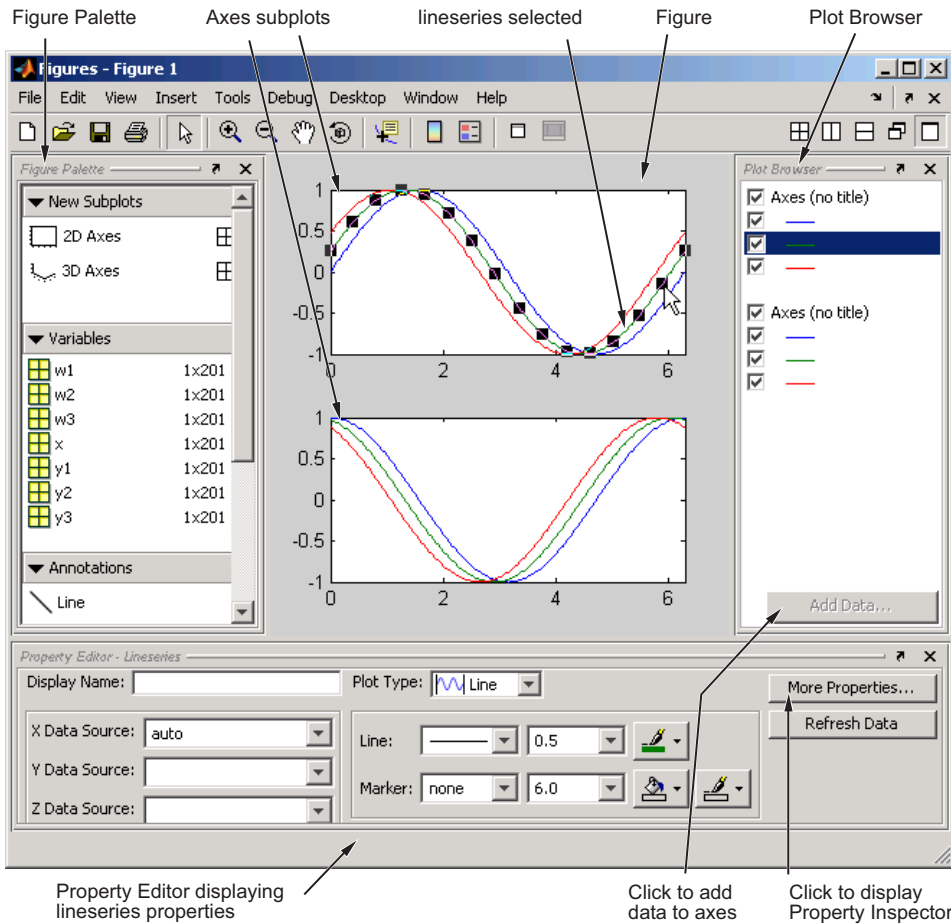 Figure Palette Axes subplots lineseries selected Figure Plot Browser
Figures - Figure 1
File Edit View Insert Tools Debug Desktop Window Help
Figure Palette
New Subplots
2D Axes
3D Axes
Variables
w1 1x201
w2 1x201
w3 1x201
x 1x201
y1 1x201
y2 1x201
y3 1x201
Annotations
Line
1
0.5
0
-0.5
-1
0 2 4 6
1
0.5
0
-0.5
-1
0 2 4 6
Plot Browser
Axes (no title)
Axes (no title)
Add Data...
Property Editor - Lineseries
Display Name: Plot Type: Line More Properties...
X Data Source: auto Line: 0.5 Refresh Data
Y Data Source:
Marker: none 6.0
Z Data Source:
Property Editor displaying
lineseries properties
Click to add
data to axes
Click to display
Property Inspector